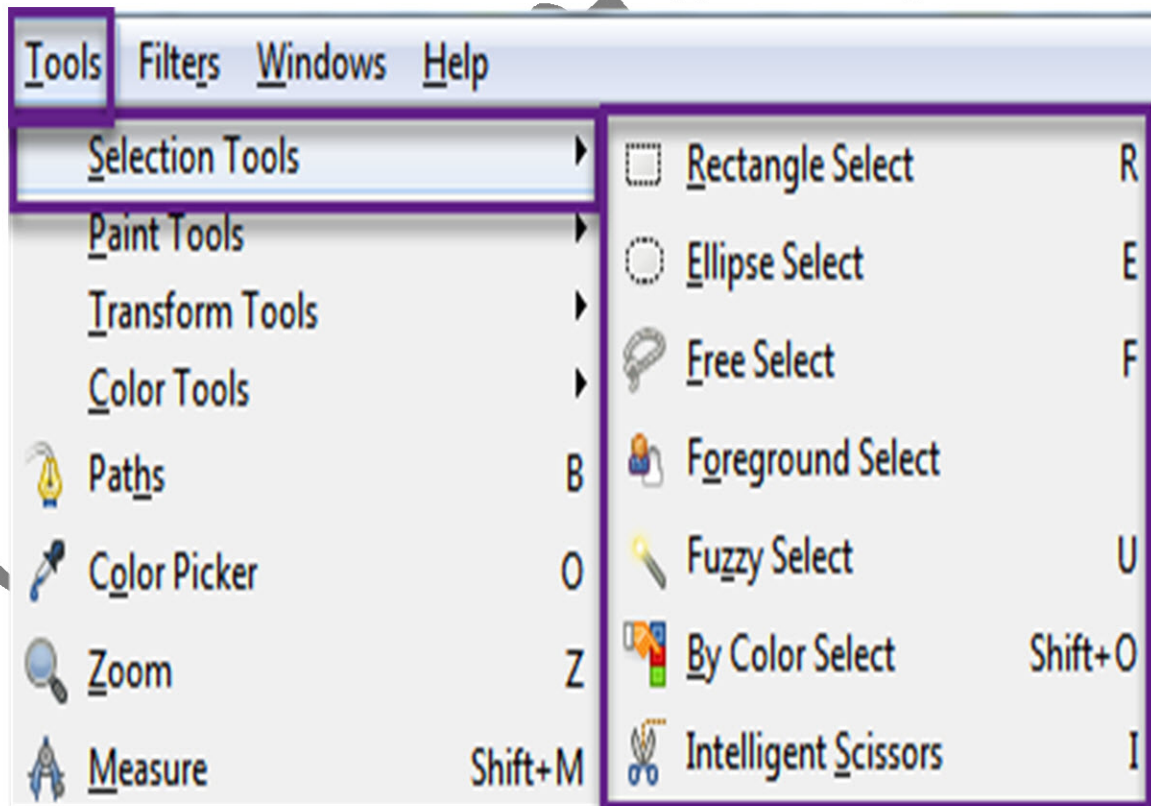 Tools Filters Windows Help
Selection Tools
Paint Tools
Transform Tools
Color Tools
Paths B
Color Picker O
Zoom Z
Measure Shift+M
Rectangle Select R
Ellipse Select E
Free Select F
Foreground Select
Fuzzy Select U
By Color Select Shift+O
Intelligent Scissors I